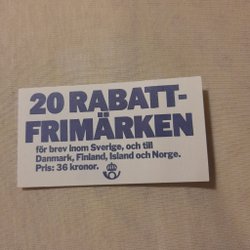 20 RABATT-
FRIMÄRKEN
för brev inom Sverige, och till
Danmark, Finland, Island och Norge.
Pris: 36 kronor.